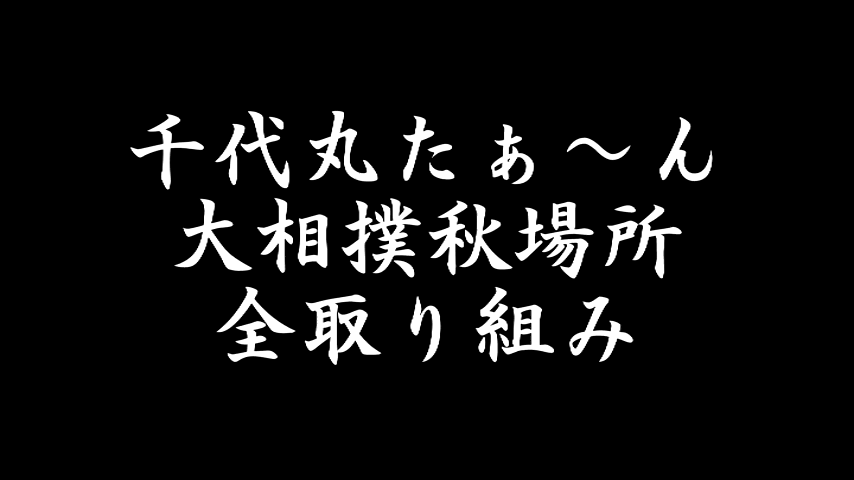 千代丸たぁ～ん
大相撲秋場所
全取り組み